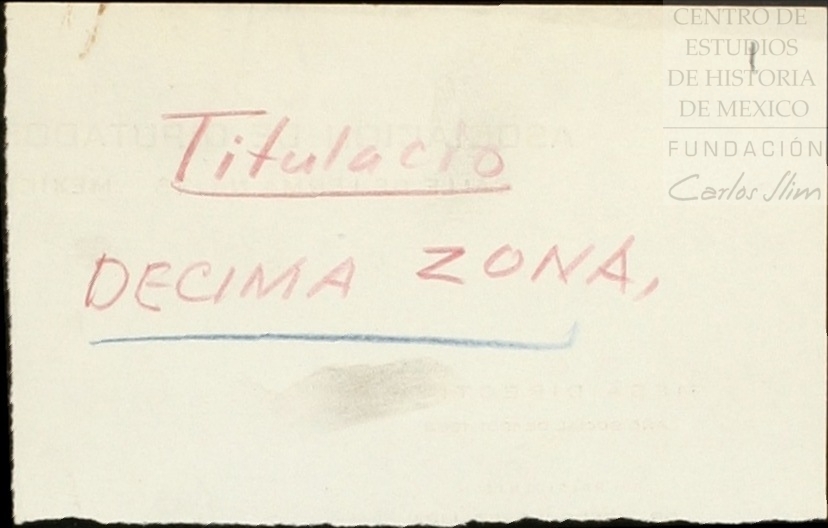 CENTRO DE
ESTUDIOS
DE HISTORIA
DE MEXICO
FUNDACIÓN
Carlos Slim
Titulacio
DECIMA ZONA,